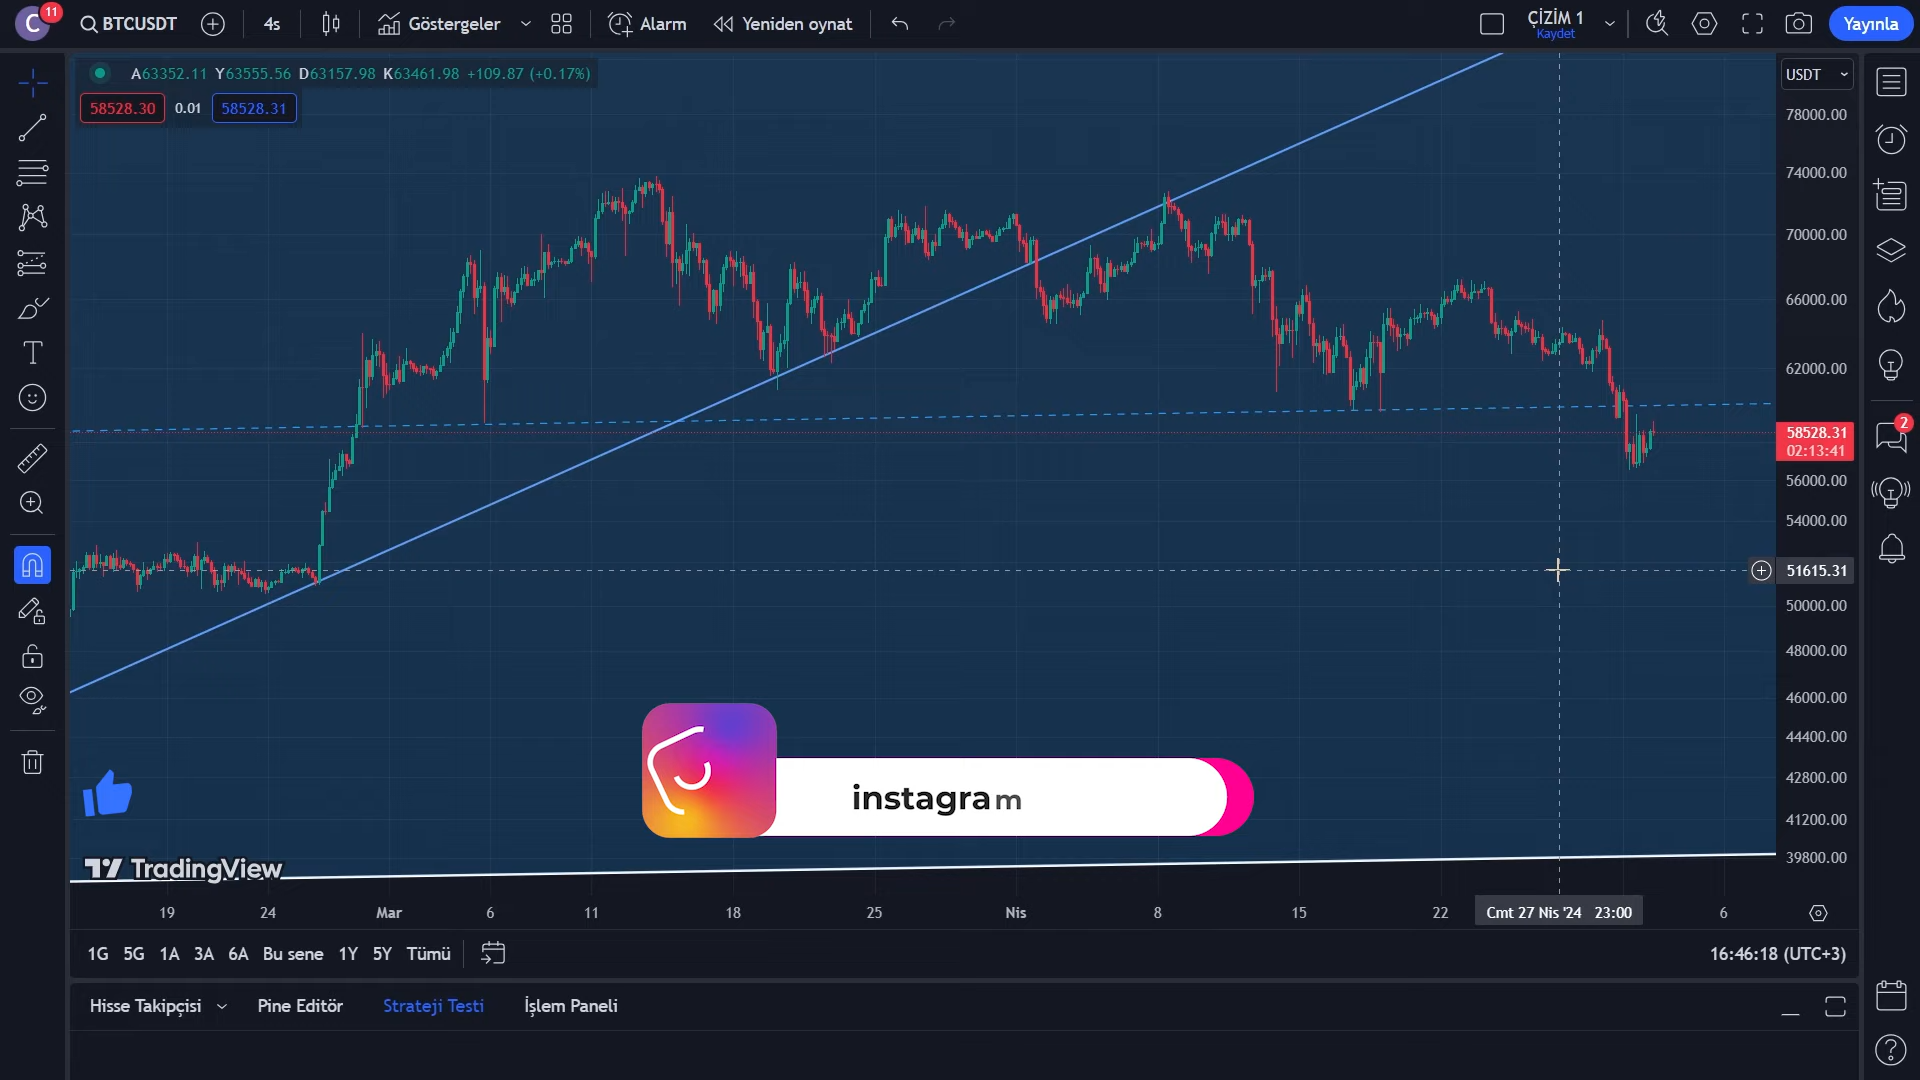 C 11 BTCUSDT 4s Göstergeler Alarm Yeniden oynat ÇİZİM 1 Kaydet Yayınla
A63352.11 Y63555.56 D63157.98 K63461.98 +109.87 (+0.17%)
USDT
58528.30 0.01 58528.31
78000.00
74000.00
70000.00
66000.00
62000.00
58528.31
02:13:41
2
56000.00
54000.00
51615.31
50000.00
48000.00
46000.00
44400.00
42800.00
instagram
41200.00
39800.00
TradingView
19 24 Mar 6 11 18 25 Nis 8 15 22 Cmt 27 Nis '24 23:00 6
1G 5G 1A 3A 6A Bu sene 1Y 5Y Tümü 16:46:18 (UTC+3)
Hisse Takipçisi Pine Editör Strateji Testi İşlem Paneli